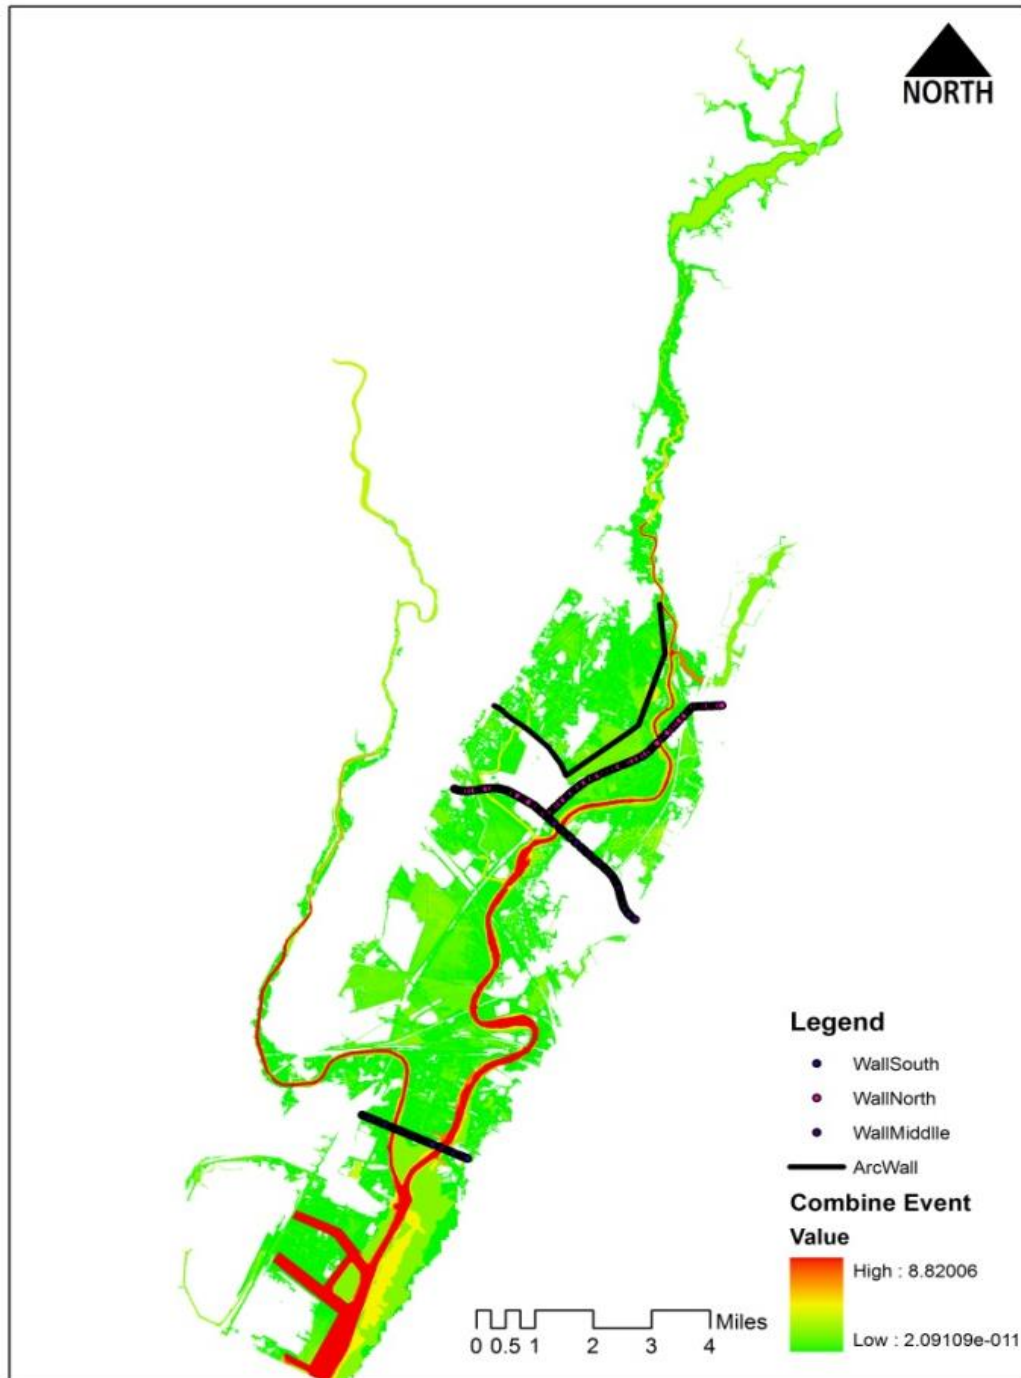 NORTH
Legend
WallSouth
WallNorth
WallMiddlle
ArcWall
Combine Event
Value
High : 8.82006
Low : 2.09109e-011
Miles
0 0.5 1 2 3 4